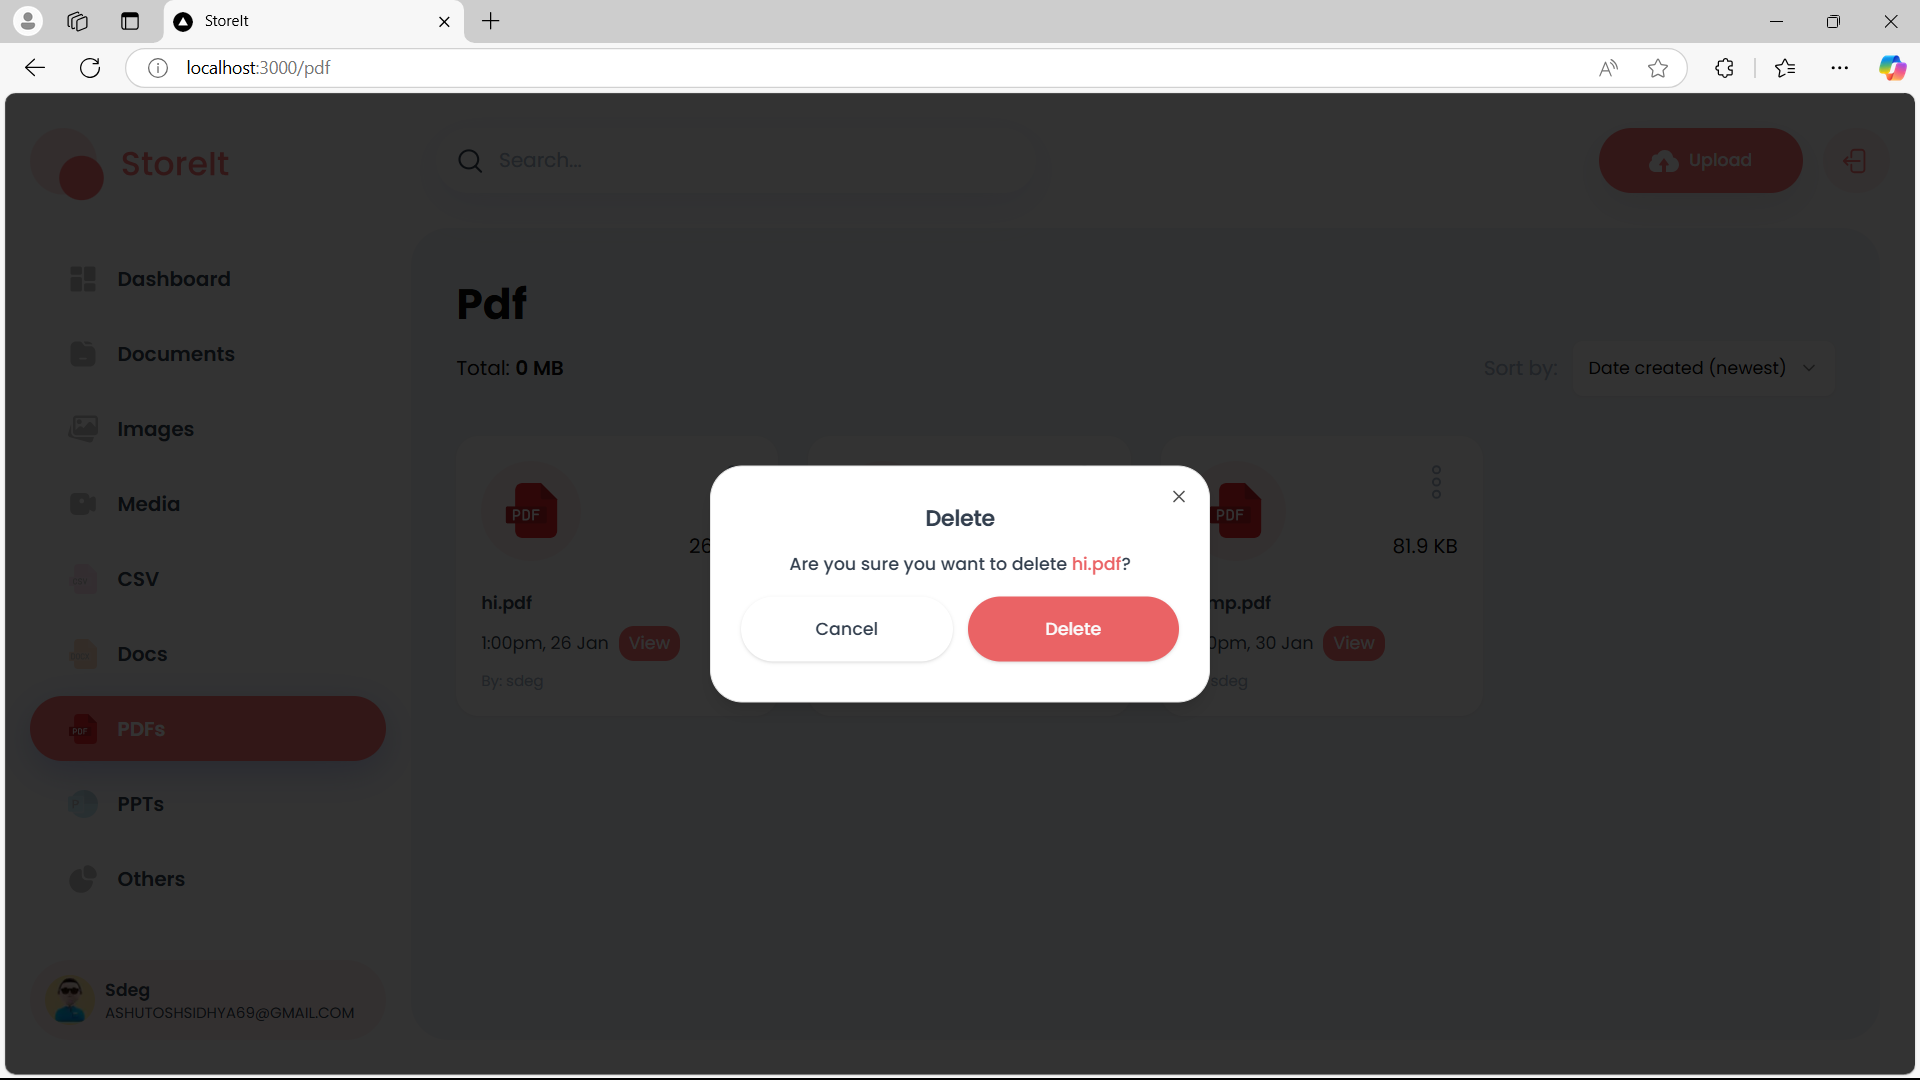 StoreIt
localhost:3000/pdf
StoreIt
Search...
Upload
Dashboard
Documents
Images
Media
CSV
Docs
PDF
PDFs
PPTs
Others
Sdeg
ASHUTOSHSIDHYA69@GMAIL.COM
Pdf
Total: 0 MB
Sort by:
Date created (newest)
PDF
26
hi.pdf
1:00pm, 26 Jan
View
By: sdeg
Delete
Are you sure you want to delete hi.pdf?
Cancel
Delete
PDF
81.9 KB
mp.pdf
0pm, 30 Jan
View
sdeg